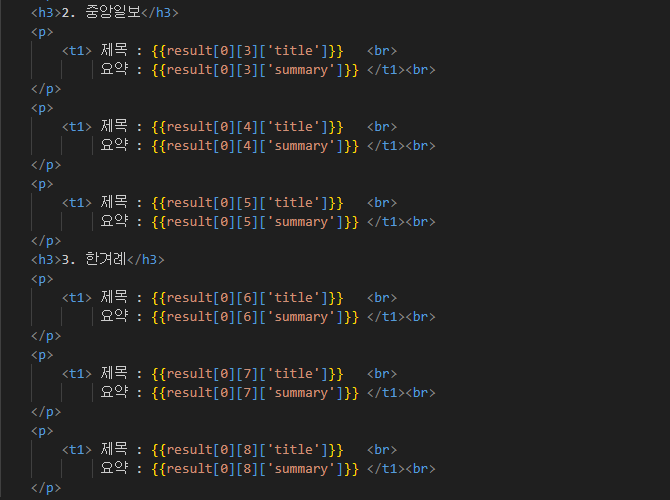 <h3>2. 중앙일보</h3>
<p>
<t1> 제목 : {{result[0][3]['title']}} <br>
요약 : {{result[0][3]['summary']}} </t1><br>
</p>
<p>
<t1> 제목 : {{result[0][4]['title']}} <br>
요약 : {{result[0][4]['summary']}} </t1><br>
</p>
<p>
<t1> 제목 : {{result[0][5]['title']}} <br>
요약 : {{result[0][5]['summary']}} </t1><br>
</p>
<h3>3. 한겨례</h3>
<p>
<t1> 제목 : {{result[0][6]['title']}} <br>
요약 : {{result[0][6]['summary']}} </t1><br>
</p>
<p>
<t1> 제목 : {{result[0][7]['title']}} <br>
요약 : {{result[0][7]['summary']}} </t1><br>
</p>
<p>
<t1> 제목 : {{result[0][8]['title']}} <br>
요약 : {{result[0][8]['summary']}} </t1><br>
</p>